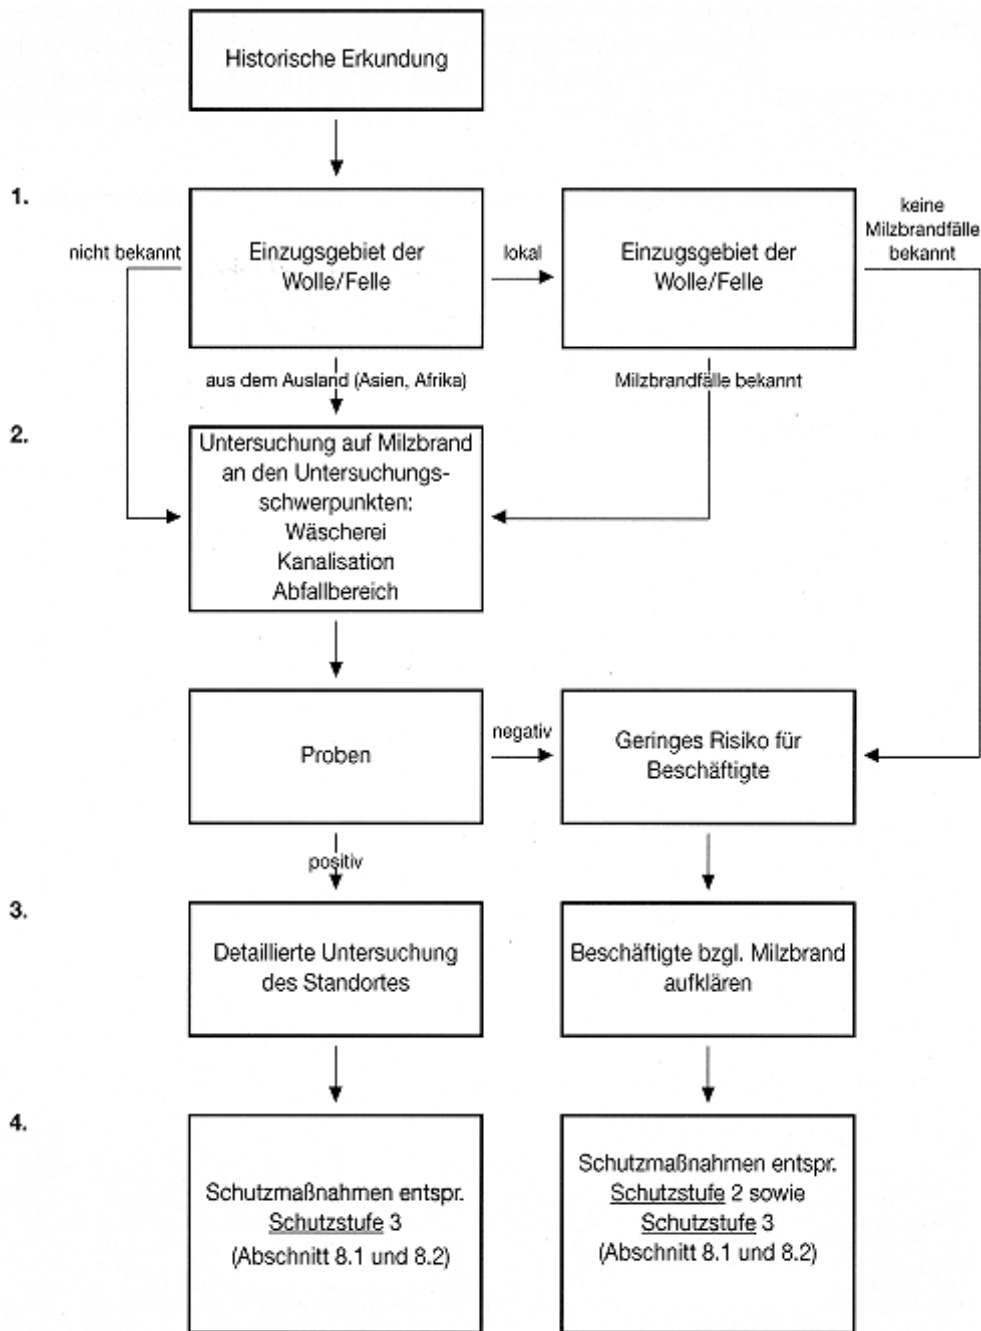 Historische Erkundung
1.
nicht bekannt
Einzugsgebiet der
Wolle/Felle
lokal
Einzugsgebiet der
Wolle/Felle
keine
Milzbrandfälle
bekannt
aus dem Ausland (Asien, Afrika)
Milzbrandfälle bekannt
2.
Untersuchung auf Milzbrand
an den Untersuchungs-
schwerpunkten:
Wäscherei
Kanalisation
Abfallbereich
Proben
negativ
Geringes Risiko für
Beschäftigte
positiv
3.
Detaillierte Untersuchung
des Standortes
Beschäftigte bzgl. Milzbrand
aufklären
4.
Schutzmaßnahmen entspr.
Schutzstufe 3
(Abschnitt 8.1 und 8.2)
Schutzmaßnahmen entspr.
Schutzstufe 2 sowie
Schutzstufe 3
(Abschnitt 8.1 und 8.2)